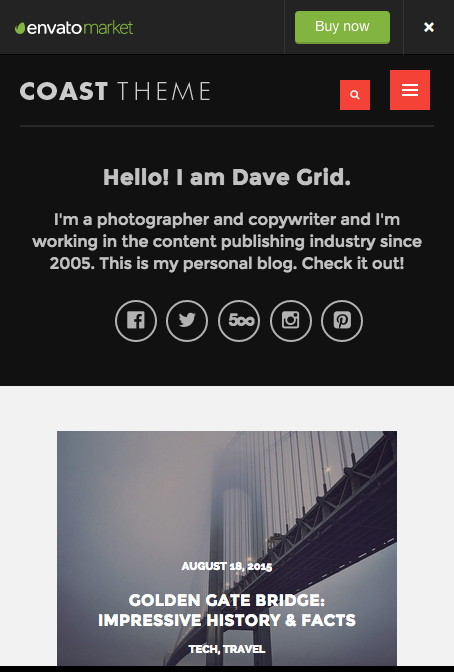 envatomarket
Buy now
COAST THEME
Hello! I am Dave Grid.
I'm a photographer and copywriter and I'm
working in the content publishing industry since
2005. This is my personal blog. Check it out!
500
AUGUST 18, 2015
GOLDEN GATE BRIDGE:
IMPRESSIVE HISTORY & FACTS
TECH, TRAVEL